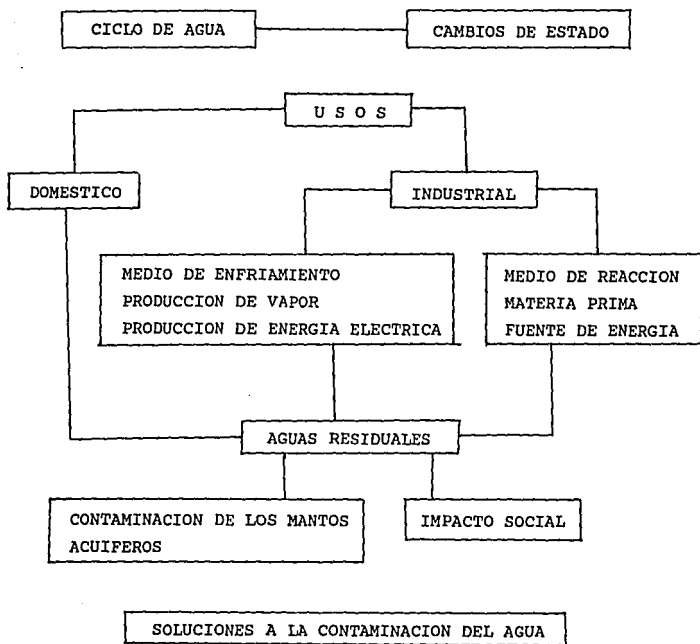 CICLO DE AGUA
CAMBIOS DE ESTADO
U S O S
DOMESTICO
INDUSTRIAL
MEDIO DE ENFRIAMIENTO
PRODUCCION DE VAPOR
PRODUCCION DE ENERGIA ELECTRICA
MEDIO DE REACCION
MATERIA PRIMA
FUENTE DE ENERGIA
AGUAS RESIDUALES
CONTAMINACION DE LOS MANTOS
ACUIFEROS
IMPACTO SOCIAL
SOLUCIONES A LA CONTAMINACION DEL AGUA